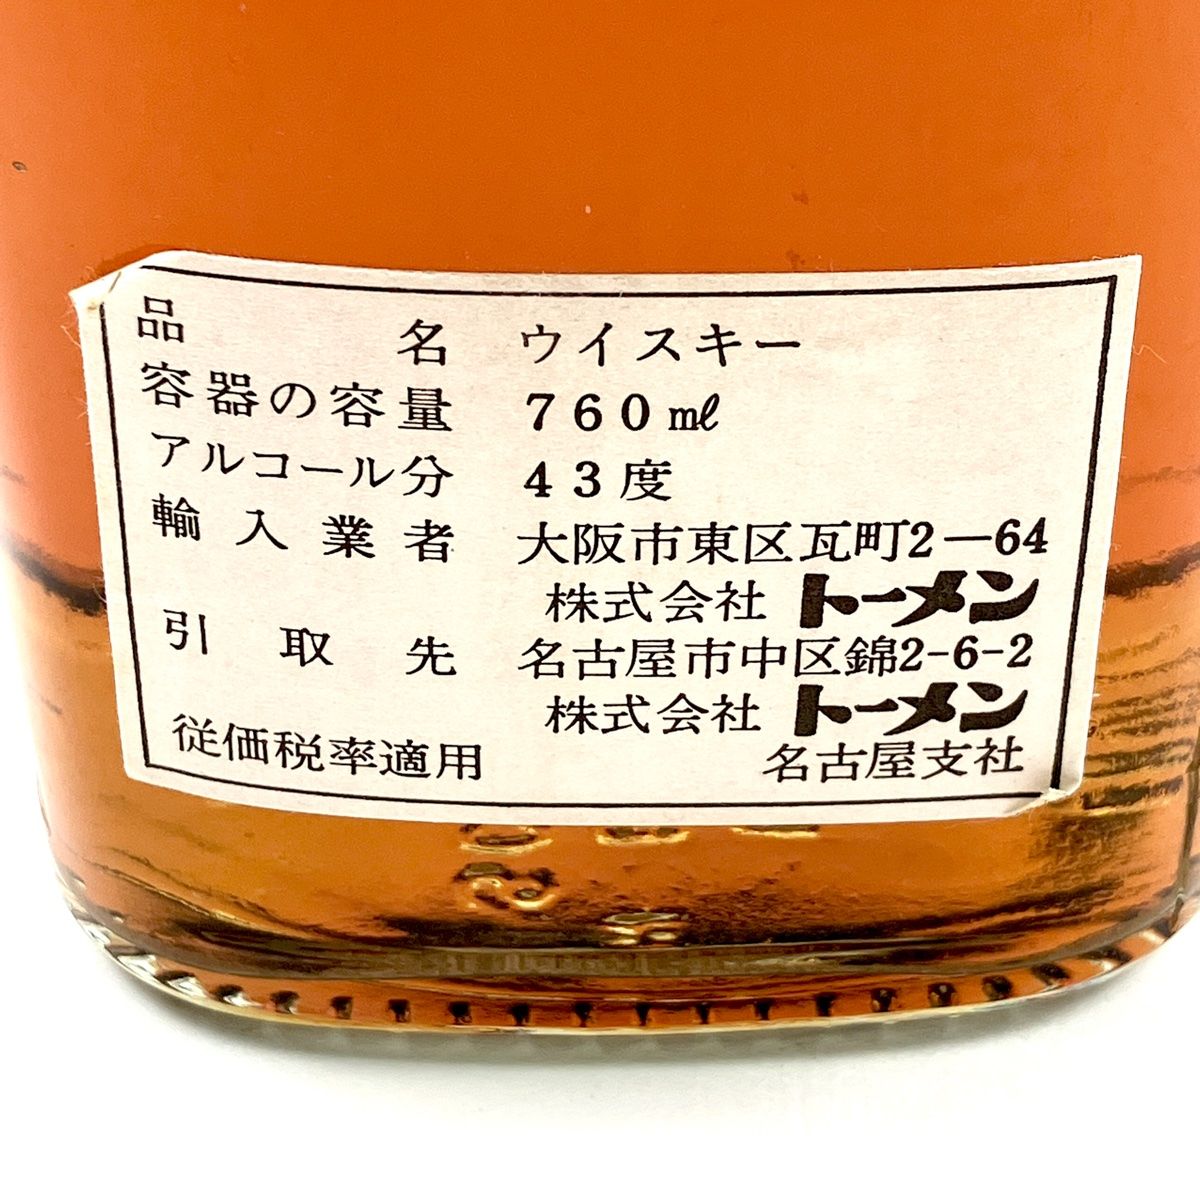 品名 ウイスキー
容器の容量 760㎖
アルコール分 43度
輸入業者 大阪市東区瓦町2―64
株式会社 トーメン
引取先 名古屋市中区錦2-6-2
株式会社 トーメン
従価税率適用 名古屋支社